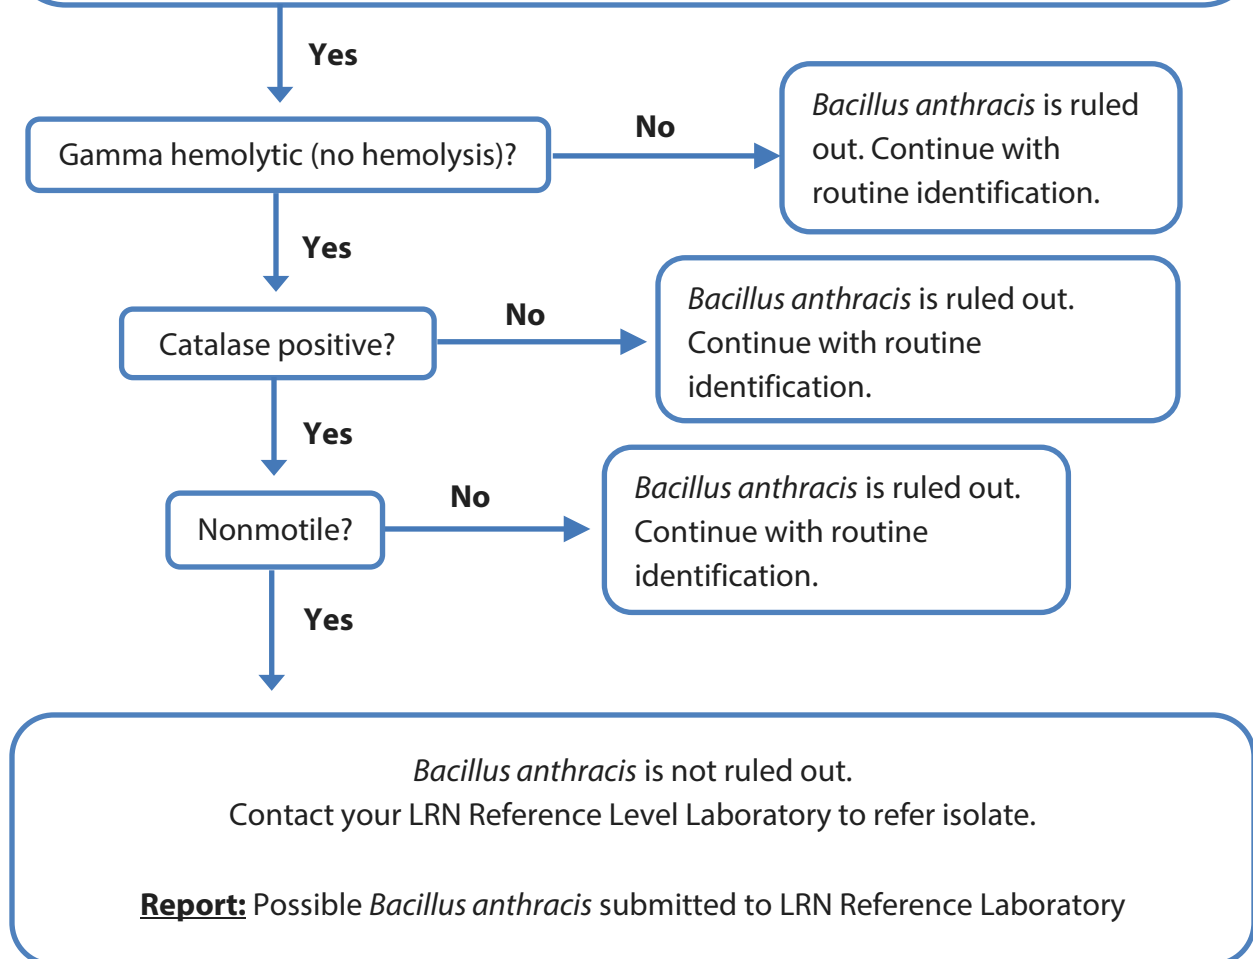 Yes
Gamma hemolytic (no hemolysis)?
No
Bacillus anthracis is ruled
out. Continue with
routine identification.
Yes
Catalase positive?
No
Bacillus anthracis is ruled out.
Continue with routine
identification.
Yes
Nonmotile?
No
Bacillus anthracis is ruled out.
Continue with routine
identification.
Yes
Bacillus anthracis is not ruled out.
Contact your LRN Reference Level Laboratory to refer isolate.
Report: Possible Bacillus anthracis submitted to LRN Reference Laboratory